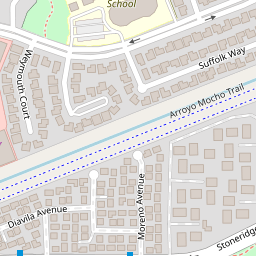 School
Suffolk Way
Weymouth Court
Arroyo Mocho Trail
Diavila Avenue
Moreno Avenue
Stoneridge